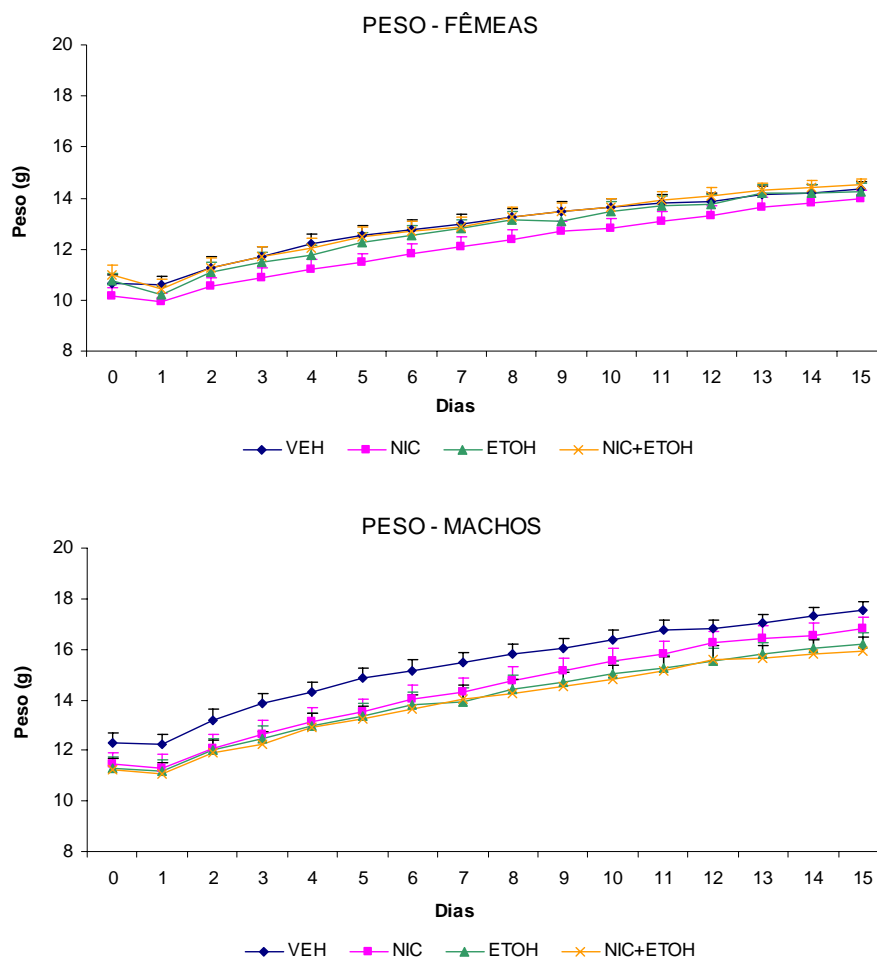 PESO - FÊMEAS
20
18
16
14
12
10
8
Peso (g)
0 1 2 3 4 5 6 7 8 9 10 11 12 13 14 15
Dias
VEH NIC ETOH NIC+ETOH
PESO - MACHOS
20
18
16
14
12
10
8
Peso (g)
0 1 2 3 4 5 6 7 8 9 10 11 12 13 14 15
Dias
VEH NIC ETOH NIC+ETOH